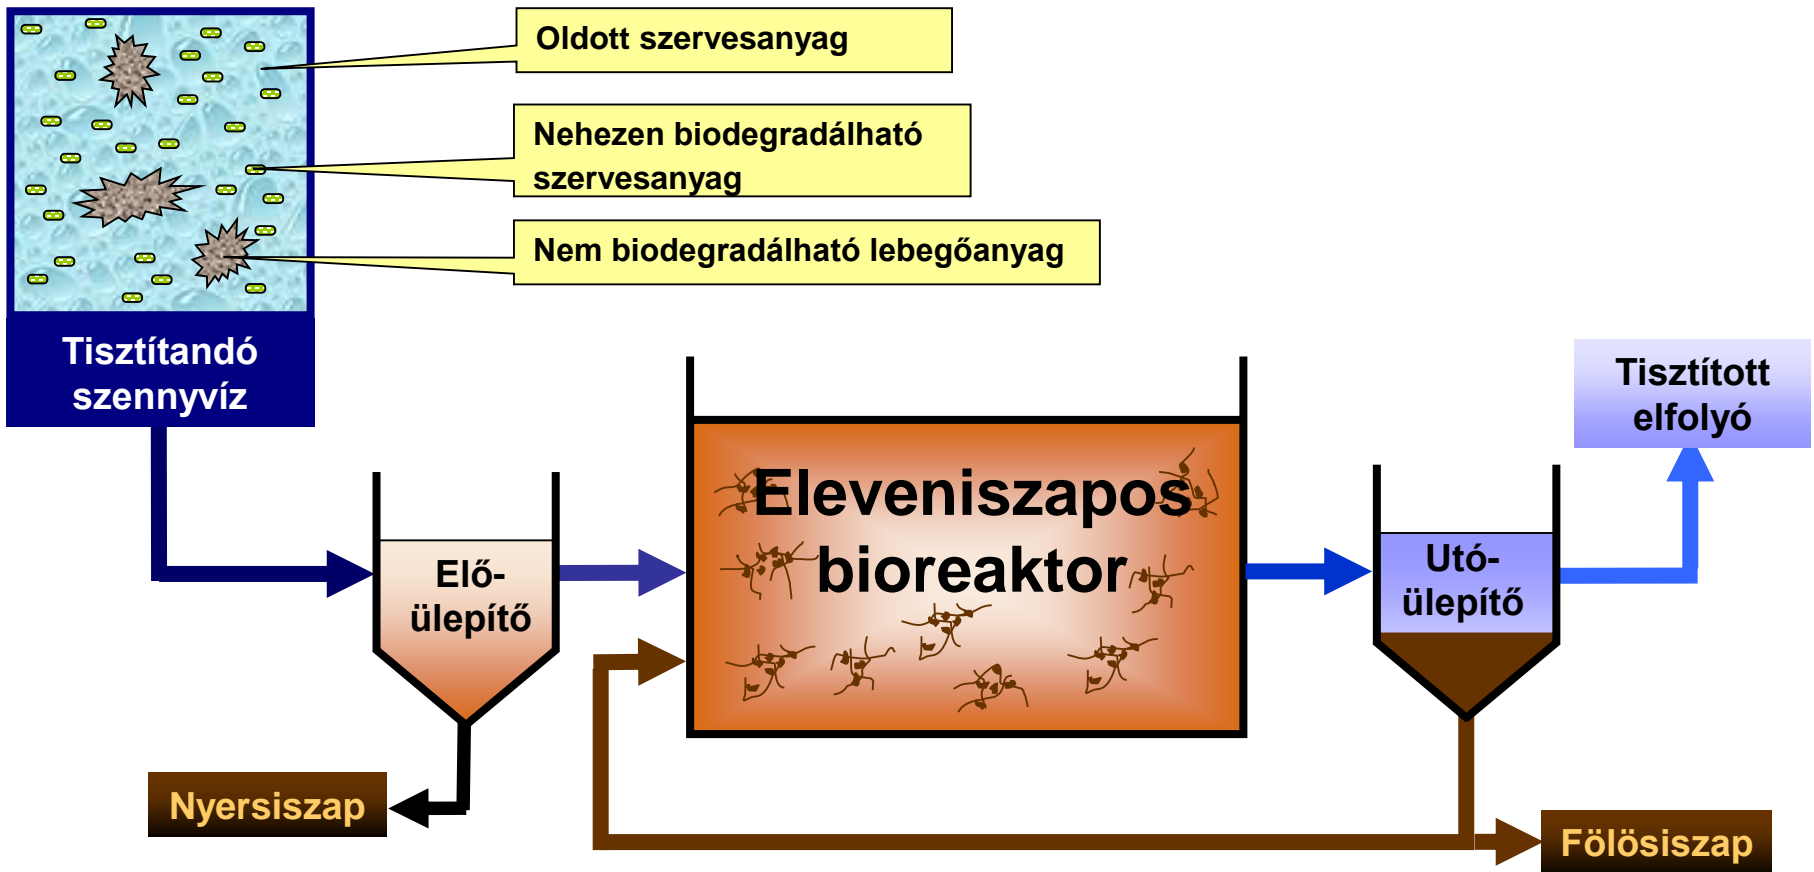 Oldott szervesanyag
Nehezen biodegradálható
szervesanyag
Nem biodegradálható lebegőanyag
Tisztítandó
szennyvíz
Tisztított
elfolyó
Eleveniszapos
bioreaktor
Elő-
ülepítő
Utó-
ülepítő
Nyersiszap
Fölösiszap